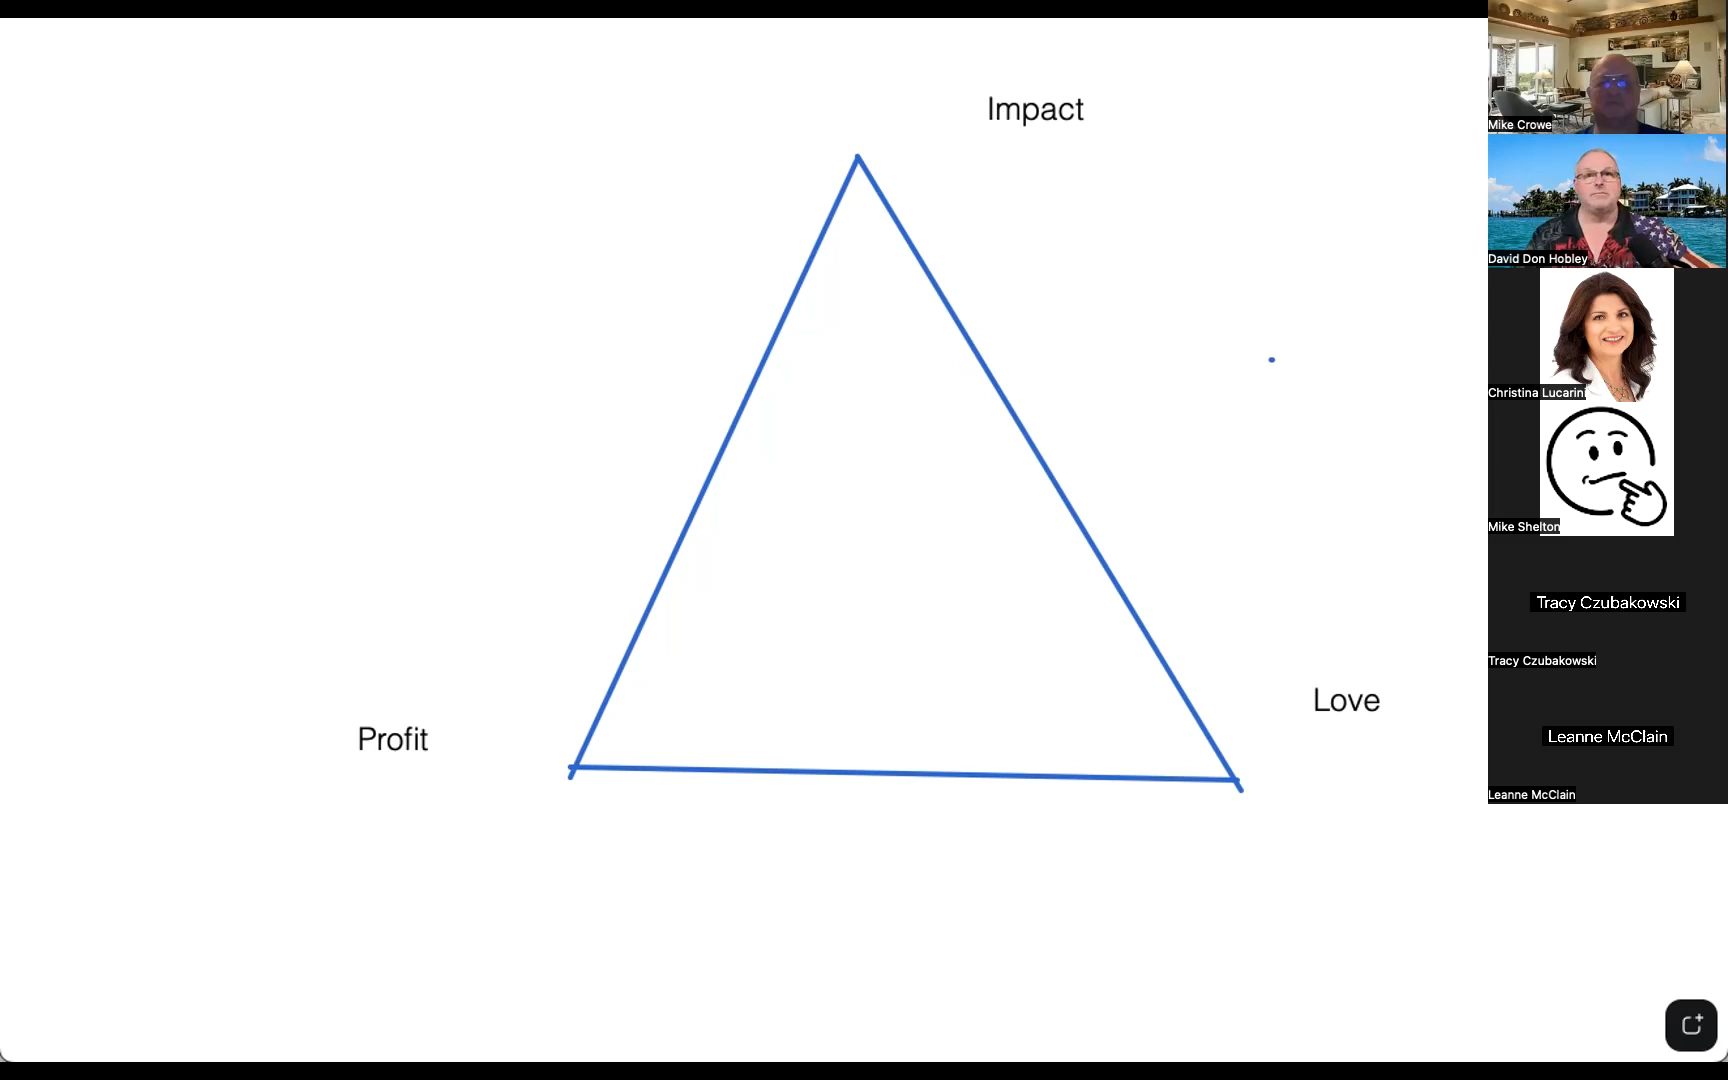 Impact
Profit
Love
Mike Crowe
David Don Hobley
Christina Lucarini
Mike Shelton
Tracy Czubakowski
Tracy Czubakowski
Leanne McClain
Leanne McClain